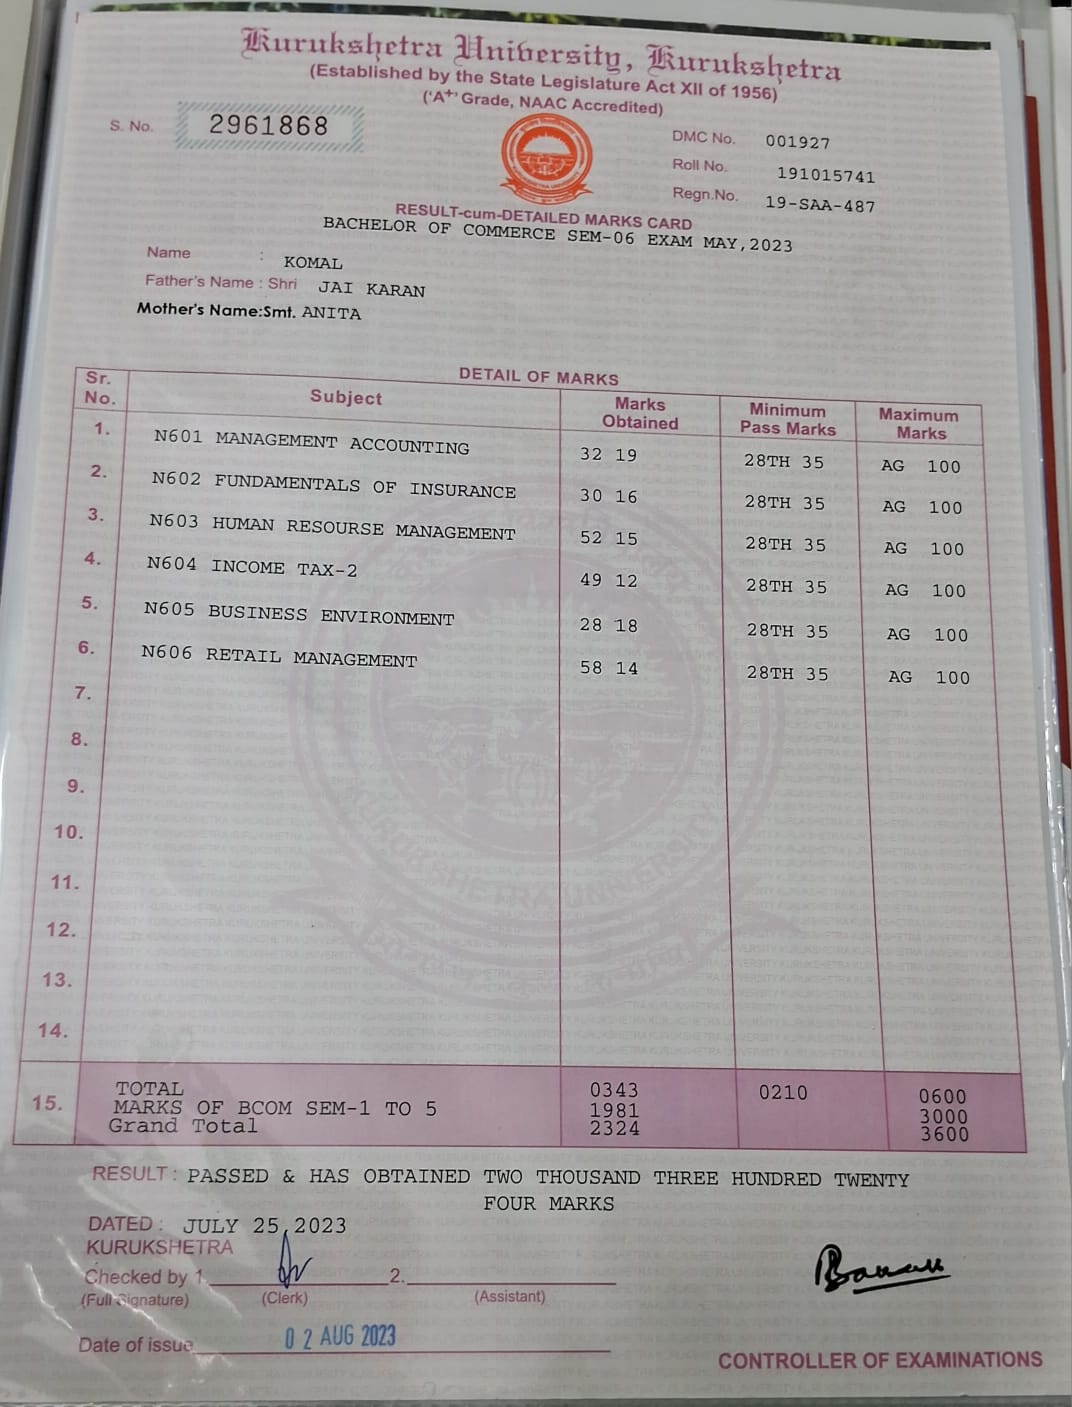 Kurukshetra University, Kurukshetra
(Established by the State Legislature Act XII of 1956)
('A+' Grade, NAAC Accredited)
S. No. 2961868
DMC No. 001927
Roll No. 191015741
Regn.No. 19-SAA-487
RESULT-cum-DETAILED MARKS CARD
BACHELOR OF COMMERCE SEM-06 EXAM MAY,2023
Name : KOMAL
Father's Name : Shri JAI KARAN
Mother's Name:Smt. ANITA
DETAIL OF MARKS
Sr. No. Subject Marks Obtained Minimum Pass Marks Maximum Marks
1. N601 MANAGEMENT ACCOUNTING 32 19 28TH 35 AG 100
2. N602 FUNDAMENTALS OF INSURANCE 30 16 28TH 35 AG 100
3. N603 HUMAN RESOURSE MANAGEMENT 52 15 28TH 35 AG 100
4. N604 INCOME TAX-2 49 12 28TH 35 AG 100
5. N605 BUSINESS ENVIRONMENT 28 18 28TH 35 AG 100
6. N606 RETAIL MANAGEMENT 58 14 28TH 35 AG 100
7.
8.
9.
10.
11.
12.
13.
14.
KURUKSHETRA UNIVERSITY
15. TOTAL 0343 0210 0600
MARKS OF BCOM SEM-1 TO 5 1981 3000
Grand Total 2324 3600
RESULT : PASSED & HAS OBTAINED TWO THOUSAND THREE HUNDRED TWENTY
FOUR MARKS
DATED : JULY 25,2023
KURUKSHETRA
Checked by 1. 2.
(Full Signature) (Clerk) (Assistant)
Date of issue 02 AUG 2023
CONTROLLER OF EXAMINATIONS